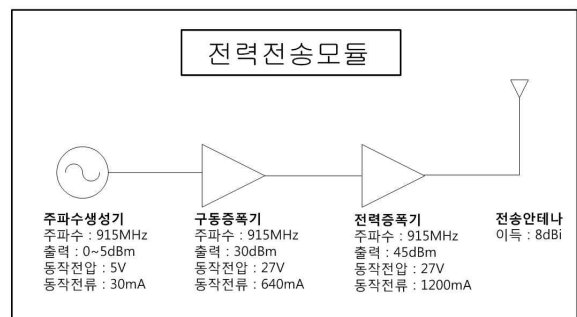 전력전송모듈
주파수생성기
주파수 : 915MHz
출력 : 0~5dBm
동작전압 : 5V
동작전류 : 30mA
구동증폭기
주파수 : 915MHz
출력 : 30dBm
동작전압 : 27V
동작전류 : 640mA
전력증폭기
주파수 : 915MHz
출력 : 45dBm
동작전압 : 27V
동작전류 : 1200mA
전송안테나
이득 : 8dBi